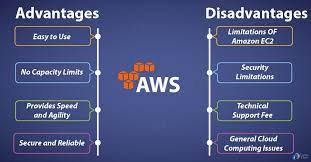 Advantages
Disadvantages
Easy to Use
No Capacity Limits
Provides Speed
and Agility
Secure and Reliable
AWS
Limitations OF
Amazon EC2
Security
Limitations
Technical
Support Fee
General Cloud
Computing Issues